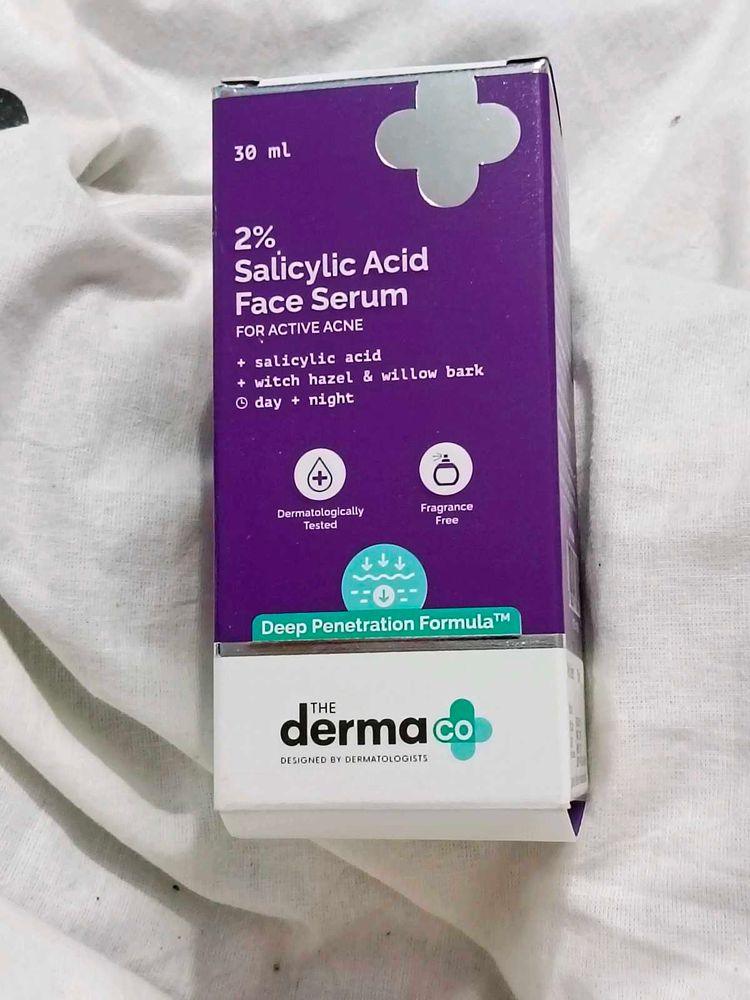 30 ml
2%
Salicylic Acid
Face Serum
FOR ACTIVE ACNE
+ salicylic acid
+ witch hazel & willow bark
day + night
Dermatologically
Tested
Fragrance
Free
Deep Penetration Formula™
THE
derma co
DESIGNED BY DERMATOLOGISTS